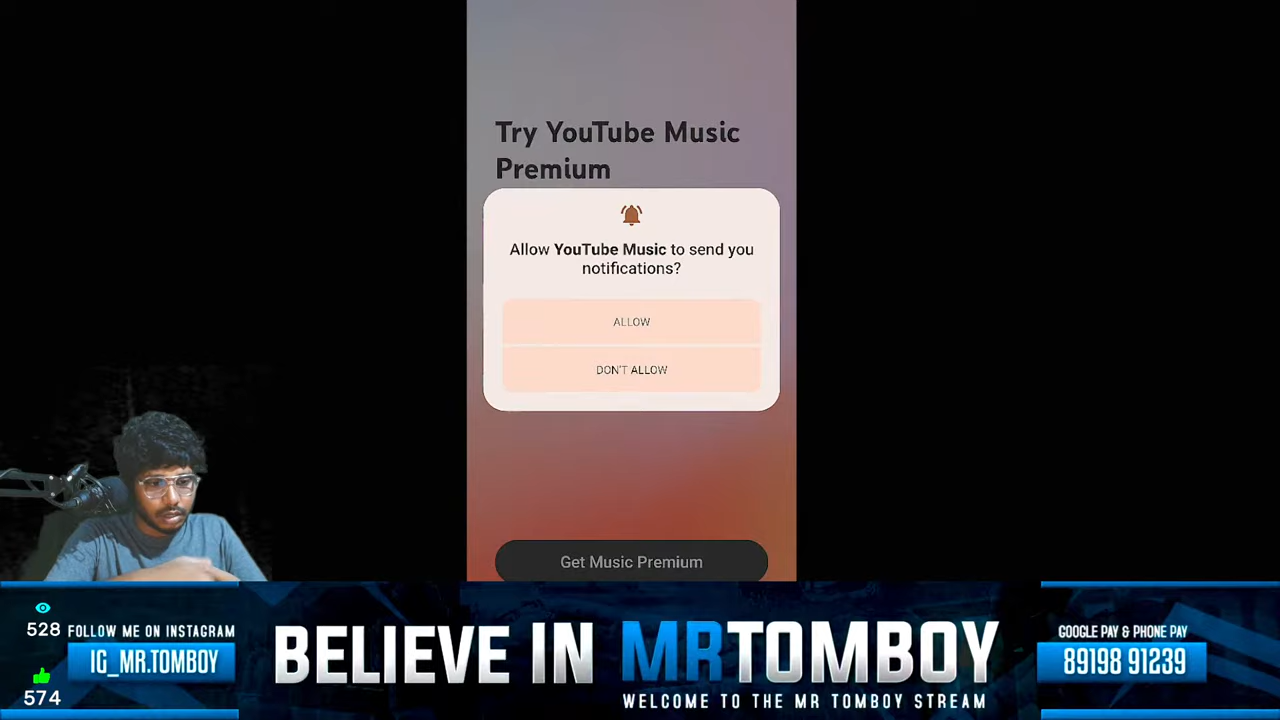 Try YouTube Music
Premium
Allow YouTube Music to send you
notifications?
ALLOW
DON'T ALLOW
Get Music Premium
528
FOLLOW ME ON INSTAGRAM
IG_MR.TOMBOY
574
BELIEVE IN MRTOMBOY
WELCOME TO THE MR TOMBOY STREAM
GOOGLE PAY & PHONE PAY
89198 91239